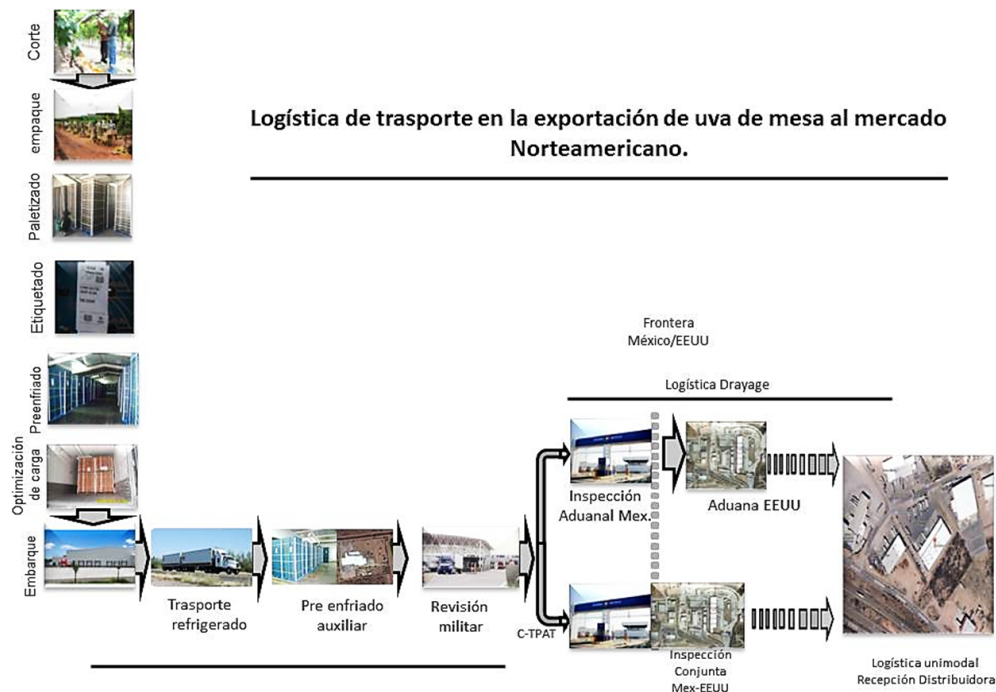 Logística de trasporte en la exportación de uva de mesa al mercado
Norteamericano.
Corte
empaque
Paletizado
Etiquetado
Preenfriado
Optimización
de carga
Embarque
Trasporte
refrigerado
Pre enfriado
auxiliar
Revisión
militar
C-TPAT
Frontera
México/EEUU
Logística Drayage
Inspección
Aduanal Mex.
Aduana EEUU
Inspección
Conjunta
Mex-EEUU
Logística unimodal
Recepción Distribuidora